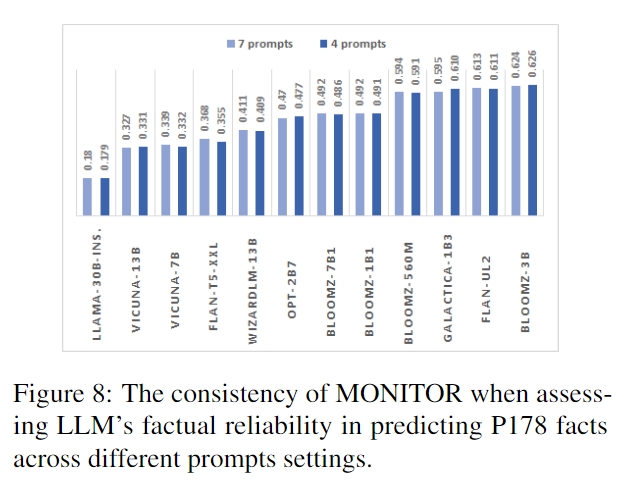 7 prompts 4 prompts
0.18 0.179 0.327 0.331 0.339 0.332 0.368 0.355 0.411 0.409 0.47 0.477 0.492 0.486 0.492 0.491 0.594 0.591 0.595 0.610 0.613 0.611 0.624 0.626
LLAMA-30B-INS.
VICUNA-13B
VICUNA-7B
FLAN-T5-XXL
WIZARDLM-13B
OPT-2B7
BLOOMZ-7B1
BLOOMZ-1B1
BLOOMZ-560M
GALACTICA-1B3
FLAN-UL2
BLOOMZ-3B
Figure 8: The consistency of MONITOR when assess-
ing LLM's factual reliability in predicting P178 facts
across different prompts settings.